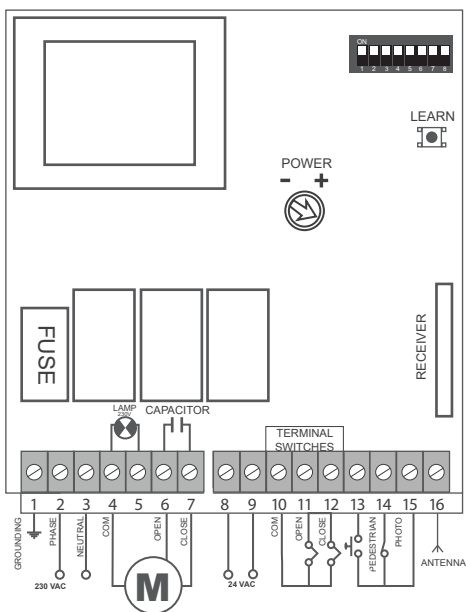 ON
1 2 3 4 5 6 7 8
LEARN
POWER
- +
FUSE
RECEIVER
LAMP
230V
CAPACITOR
TERMINAL
SWITCHES
1 2 3 4 5 6 7 8 9 10 11 12 13 14 15 16
GROUNDING
PHASE
NEUTRAL
COM
OPEN
CLOSE
COM
OPEN
CLOSE
PEDESTRIAN
PHOTO
ANTENNA
230 VAC
M
24 VAC